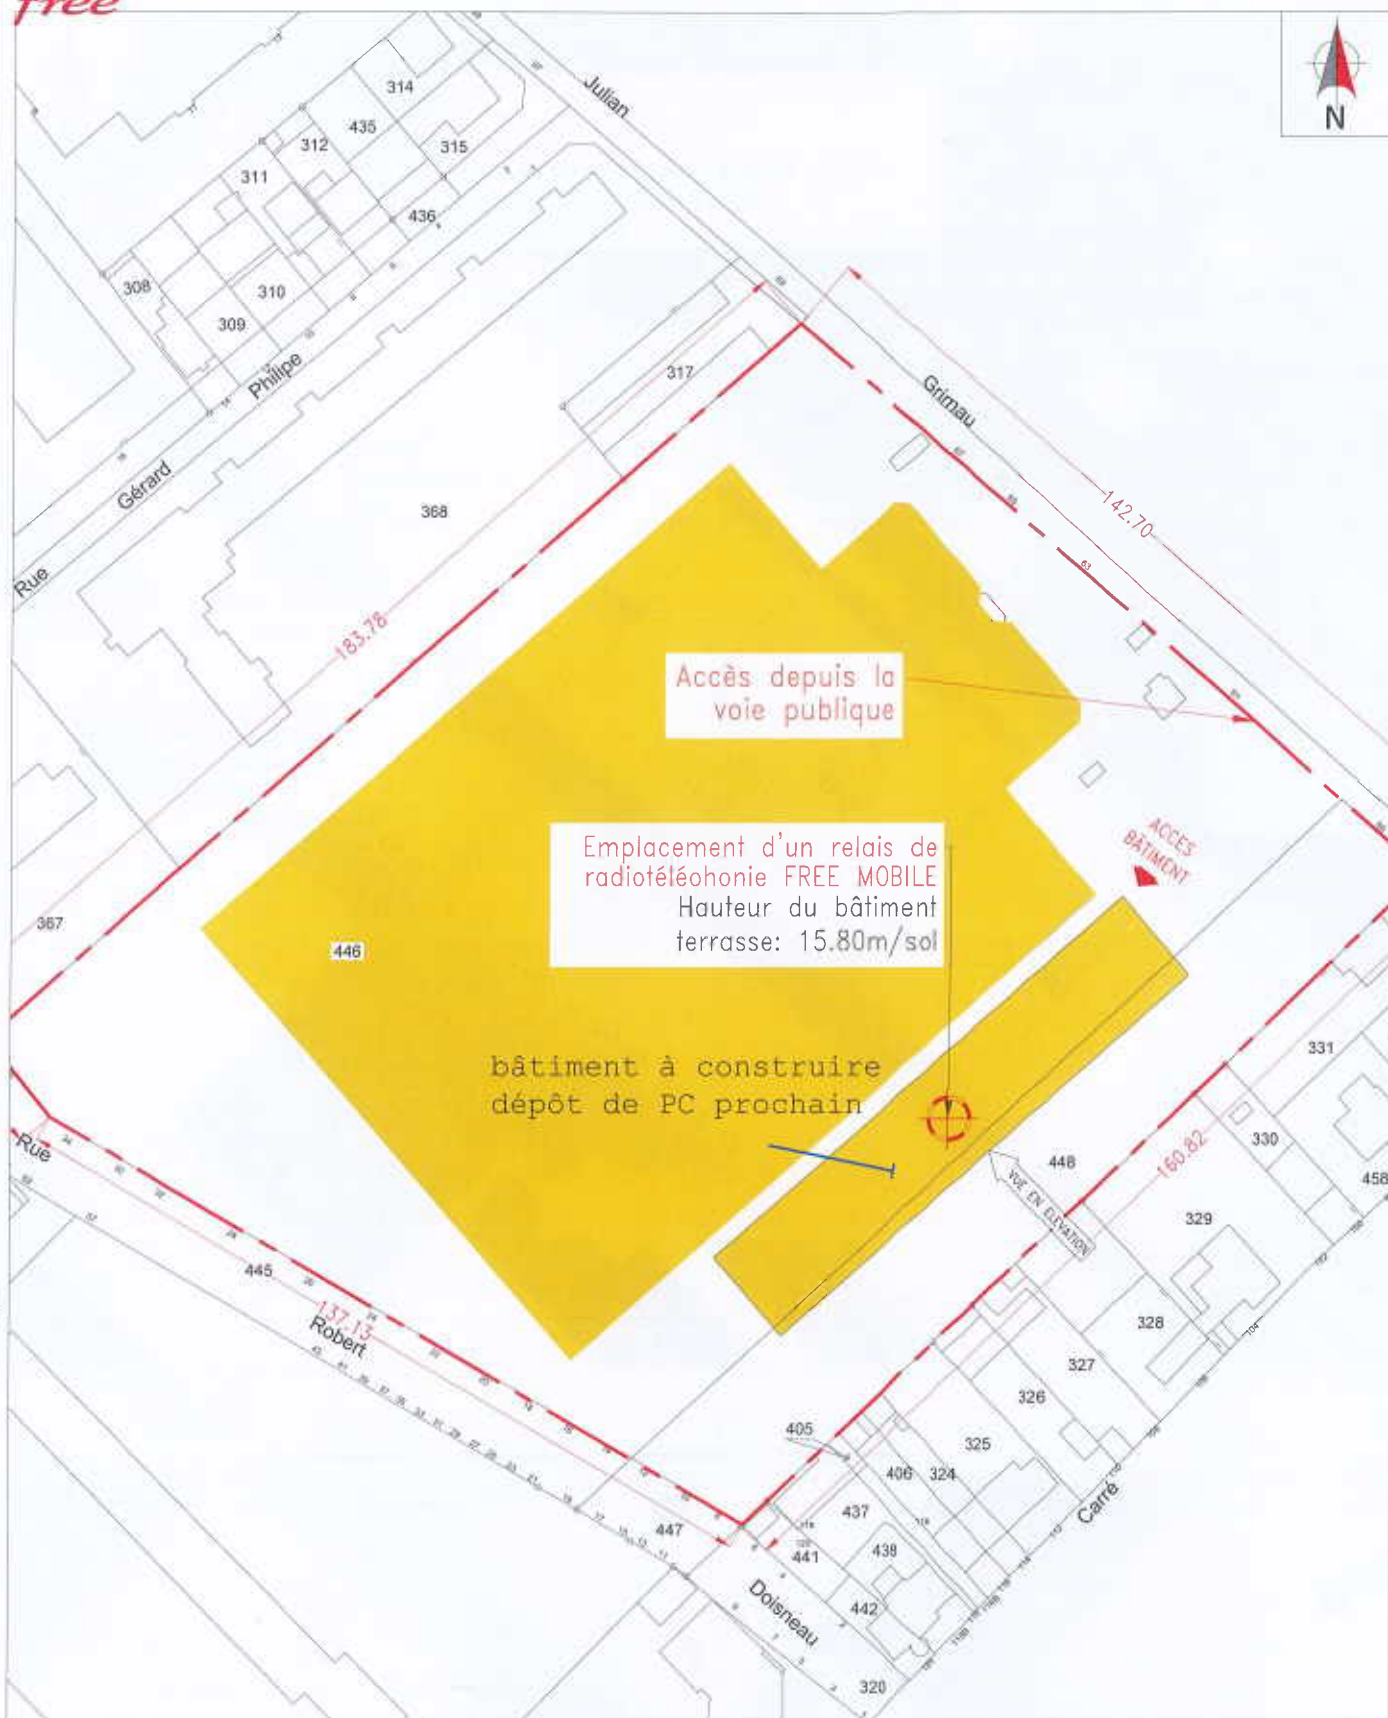 free
N
Julian
314
435
312
315
311
436
308
310
309
Philipe
317
Grimau
Gérard
368
142.70
Rue
183.78
63
Accès depuis la
voie publique
ACCES
BÂTIMENT
Emplacement d'un relais de
radiotéléohonie FREE MOBILE
Hauteur du bâtiment
terrasse: 15.80m/sol
367
446
331
bâtiment à construire
dépôt de PC prochain
Rue
330
448
160.82
458
VUE EN ELEVATION
329
445
137.13
Robert
328
327
326
405
325
406
324
Carré
437
447
441
438
442
Doisneau
320